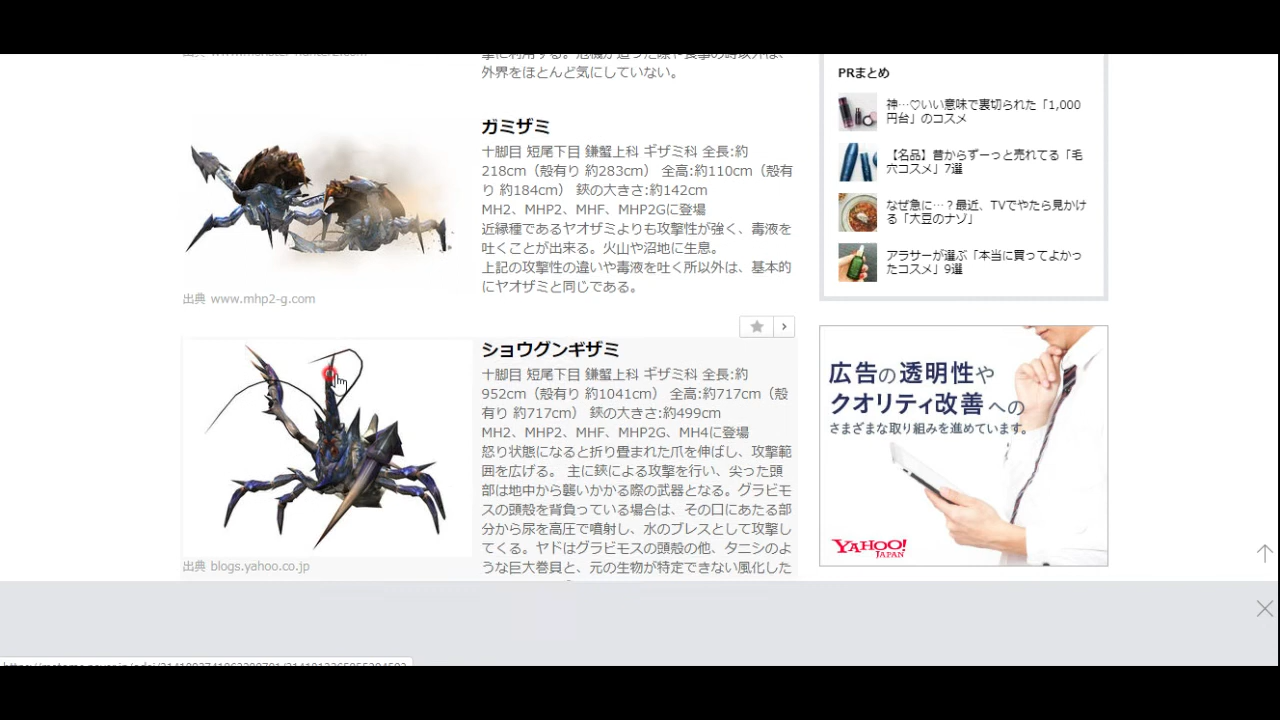 外界をほとんど気にしていない。
ガミザミ
十脚目 短尾下目 鎌蟹上科 ギザミ科 全長:約
218cm（殻有り 約283cm） 全高:約110cm（殻有
り 約184cm） 鋏の大きさ:約142cm
MH2、MHP2、MHF、MHP2Gに登場
近縁種であるヤオザミよりも攻撃性が強く、毒液を
吐くことが出来る。火山や沼地に生息。
上記の攻撃性の違いや毒液を吐く所以外は、基本的
にヤオザミと同じである。
出典 www.mhp2-g.com
ショウグンギザミ
十脚目 短尾下目 鎌蟹上科 ギザミ科 全長:約
952cm（殻有り 約1041cm） 全高:約717cm（殻
有り 約717cm） 鋏の大きさ:約499cm
MH2、MHP2、MHF、MHP2G、MH4に登場
怒り状態になると折り畳まれた爪を伸ばし、攻撃範
囲を広げる。 主に鋏による攻撃を行い、尖った頭
部は地中から襲いかかる際の武器となる。グラビモ
スの頭殻を背負っている場合は、その口にあたる部
分から尿を高圧で噴射し、水のブレスとして攻撃し
てくる。ヤドはグラビモスの頭殻の他、タニシのよ
うな巨大巻貝と、元の生物が特定できない風化した
出典 blogs.yahoo.co.jp
PRまとめ
神…♡いい意味で裏切られた「1,000
円台」のコスメ
【名品】昔からずーっと売れてる「毛
穴コスメ」7選
なぜ急に…？最近、TVでやたら見かけ
る「大豆のナゾ」
アラサーが選ぶ「本当に買ってよかっ
たコスメ」9選
広告の透明性や
クオリティ改善への
さまざまな取り組みを進めています。
YAHOO!
JAPAN